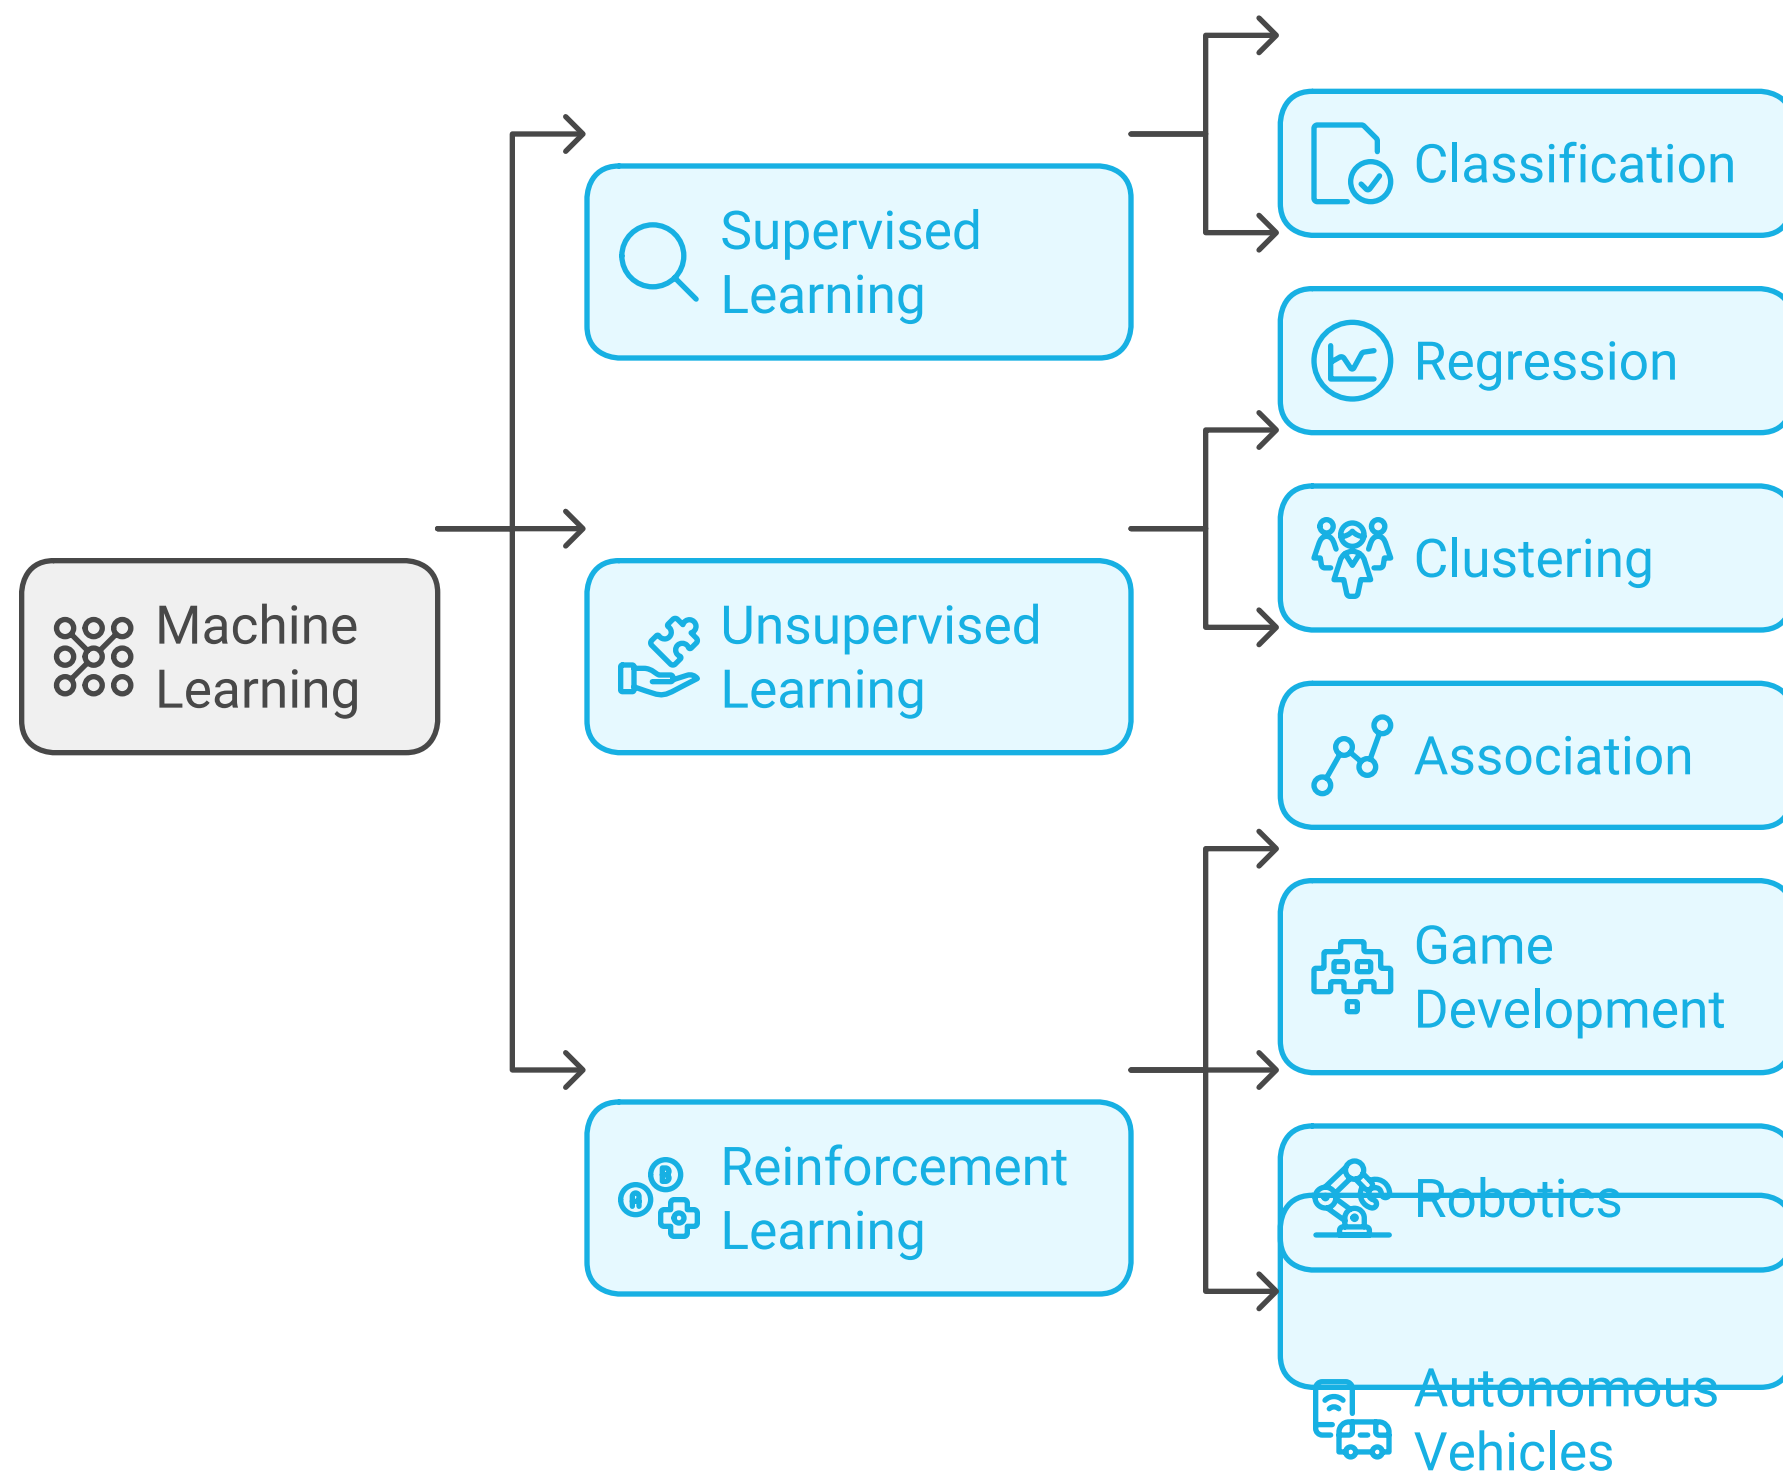 Machine
Learning
Supervised
Learning
Classification
Regression
Unsupervised
Learning
Clustering
Association
Reinforcement
Learning
A
B
Game
Development
Robotics
Autonomous
Vehicles